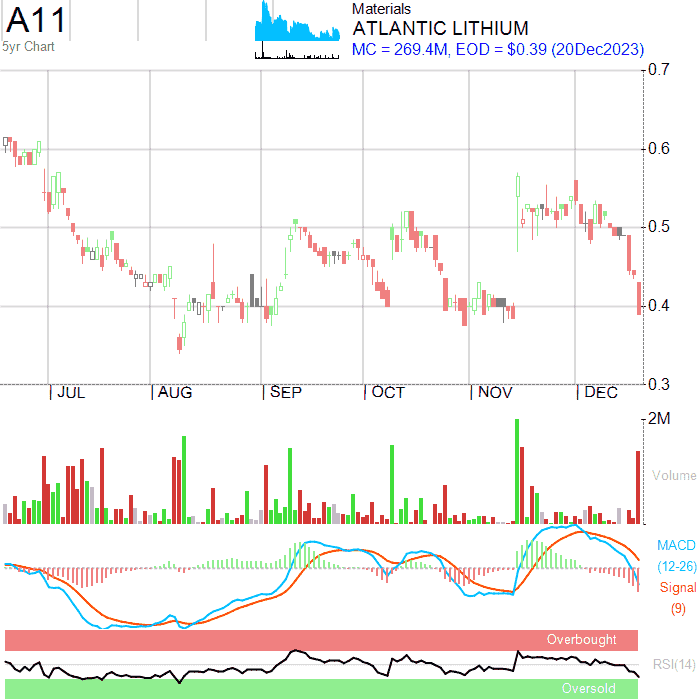 A11
5yr Chart
Materials
ATLANTIC LITHIUM
MC = 269.4M, EOD = $0.39 (20Dec2023)
0.7
0.6
0.5
0.4
0.3
JUL AUG SEP OCT NOV DEC
2M
Volume
MACD
(12-26)
Signal
(9)
Overbought
RSI(14)
Oversold